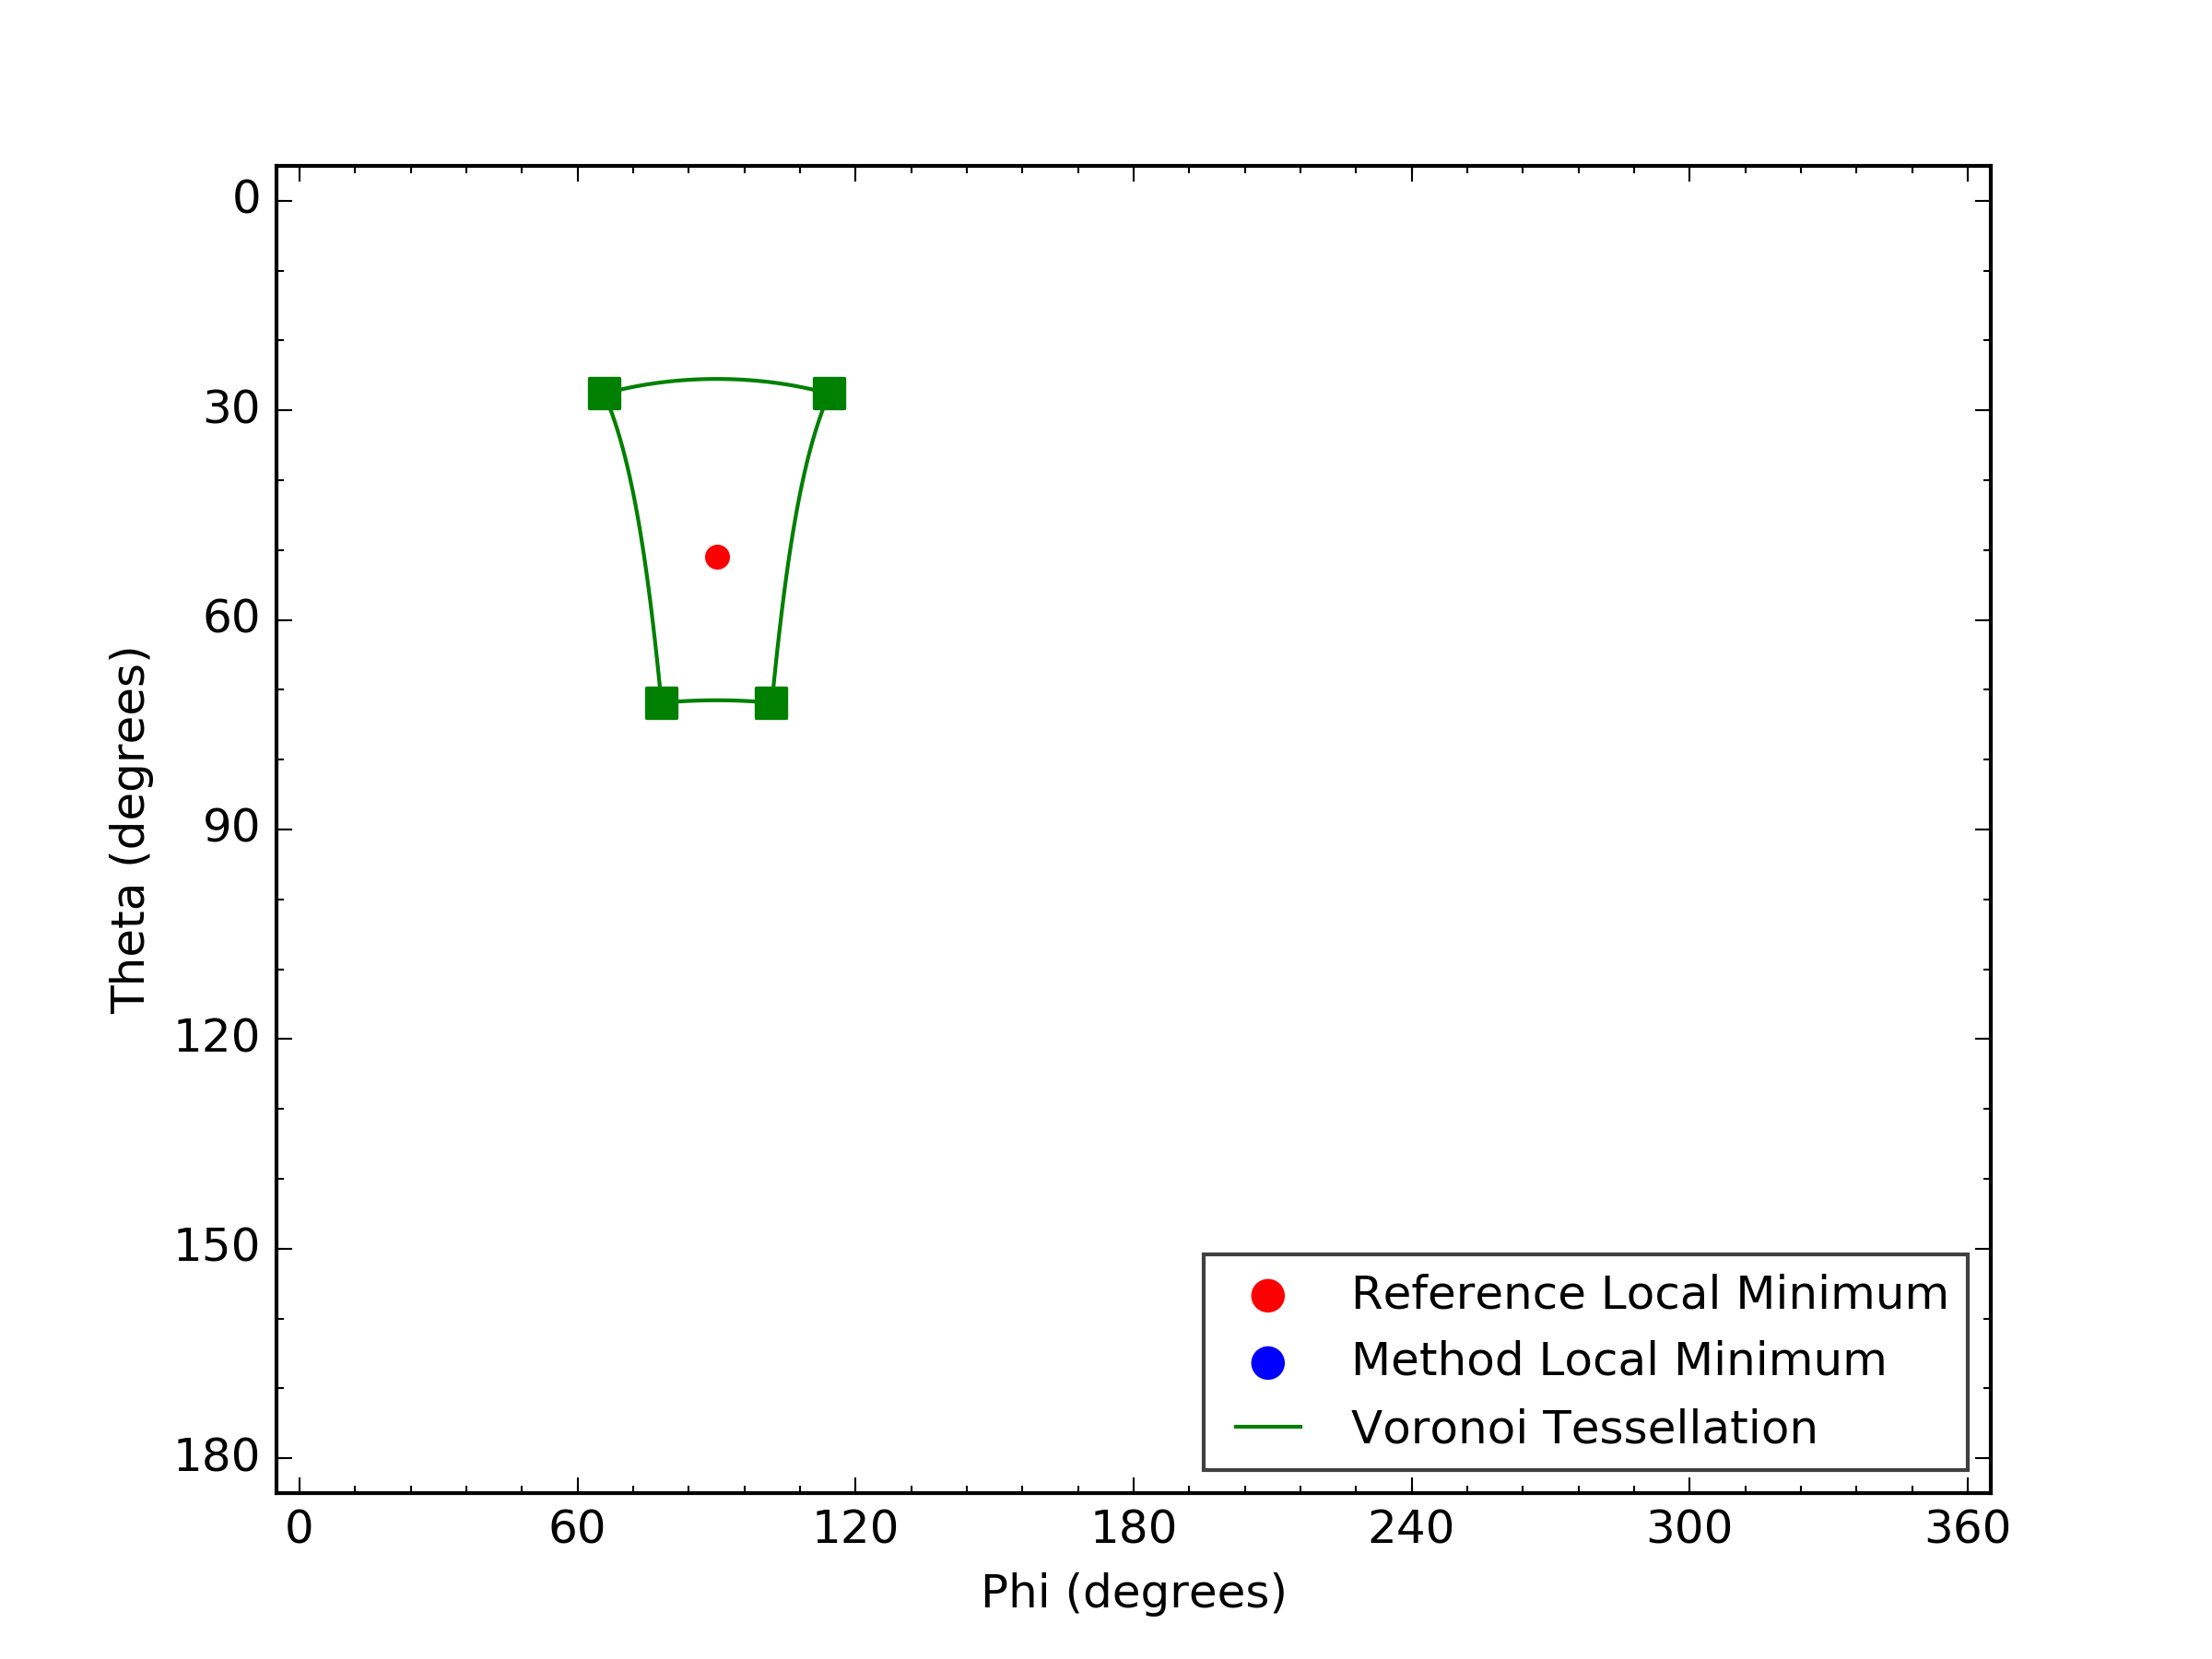 0
30
60
90
120
150
180
Theta (degrees)
Reference Local Minimum
Method Local Minimum
Voronoi Tessellation
0 60 120 180 240 300 360
Phi (degrees)